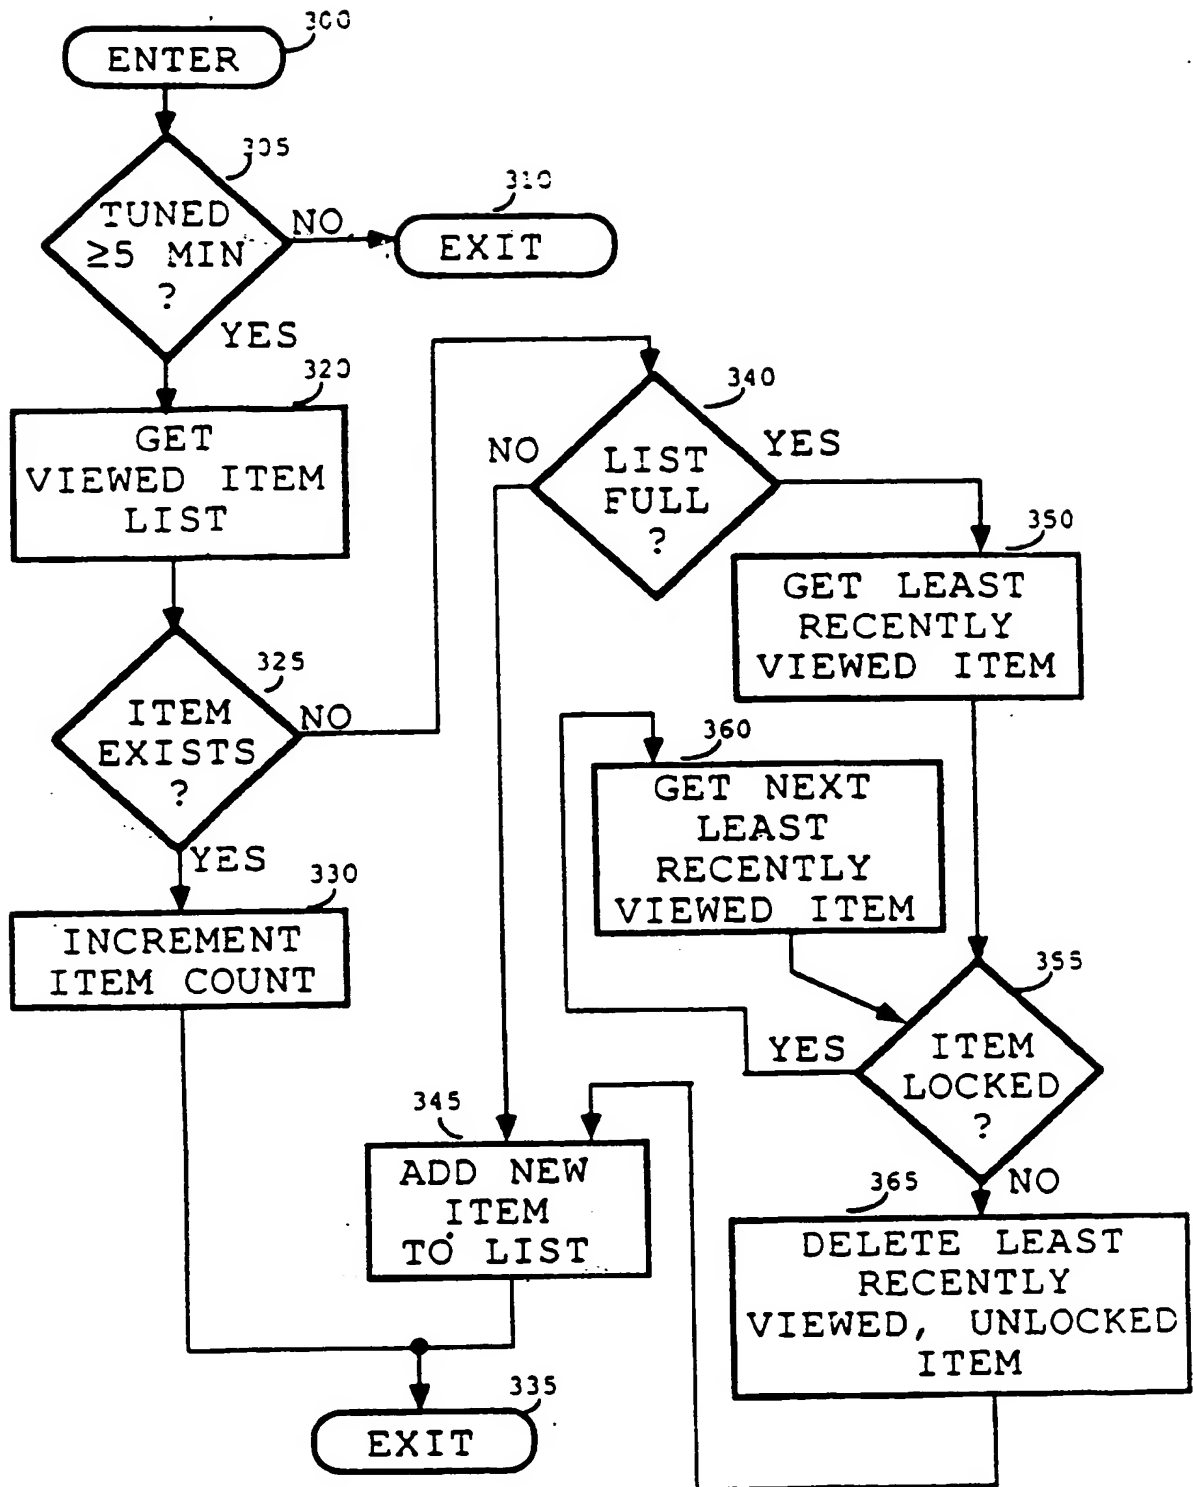 300
ENTER
305
TUNED
≥5 MIN
?
NO
310
EXIT
YES
320
GET
VIEWED ITEM
LIST
325
ITEM
EXISTS
?
NO
YES
330
INCREMENT
ITEM COUNT
340
LIST
FULL
?
NO
YES
350
GET LEAST
RECENTLY
VIEWED ITEM
360
GET NEXT
LEAST
RECENTLY
VIEWED ITEM
355
ITEM
LOCKED
?
YES
NO
365
DELETE LEAST
RECENTLY
VIEWED, UNLOCKED
ITEM
345
ADD NEW
ITEM
TO LIST
335
EXIT